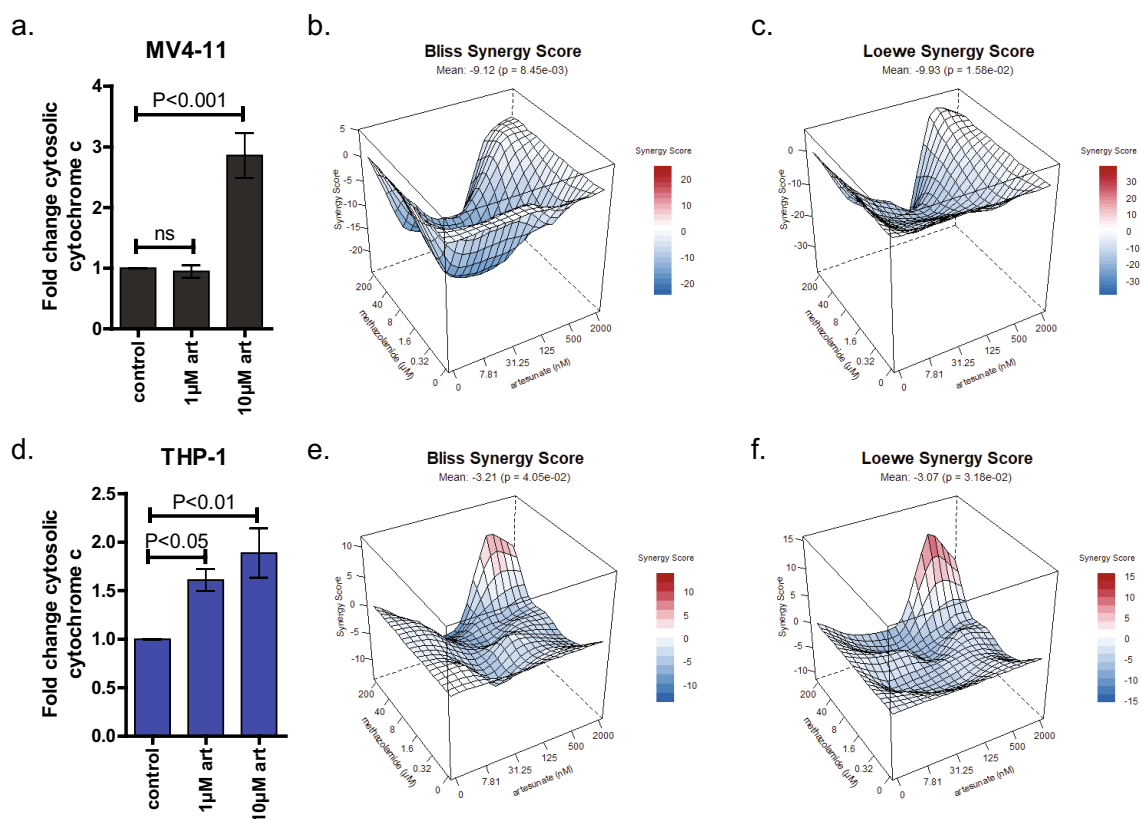 a.
MV4-11
Fold change cytosolic
cytochrome c
4
3
2
1
0
P<0.001
ns
control
1µM art
10µM art
b.
Bliss Synergy Score
Mean: -9.12 (p = 8.45e-03)
Synergy Score
5
0
-5
-10
-15
-20
200
40
8
1.6
0.32
0
methazolamide (µM)
0
7.81
31.25
125
500
2000
artesunate (nM)
Synergy Score
20
10
0
-10
-20
c.
Loewe Synergy Score
Mean: -9.93 (p = 1.58e-02)
Synergy Score
0
-10
-20
-30
200
40
8
1.6
0.32
0
methazolamide (µM)
0
7.81
31.25
125
500
2000
artesunate (nM)
Synergy Score
30
20
10
0
-10
-20
-30
d.
THP-1
Fold change cytosolic
cytochrome c
2.5
2.0
1.5
1.0
0.5
0.0
P<0.01
P<0.05
control
1µM art
10µM art
e.
Bliss Synergy Score
Mean: -3.21 (p = 4.05e-02)
Synergy Score
10
5
0
-5
-10
200
40
8
1.6
0.32
0
methazolamide (µM)
0
7.81
31.25
125
500
2000
artesunate (nM)
Synergy Score
10
5
0
-5
-10
f.
Loewe Synergy Score
Mean: -3.07 (p = 3.18e-02)
Synergy Score
15
10
5
0
-5
-10
200
40
8
1.6
0.32
0
methazolamide (µM)
0
7.81
31.25
125
500
2000
artesunate (nM)
Synergy Score
15
10
5
0
-5
-10
-15